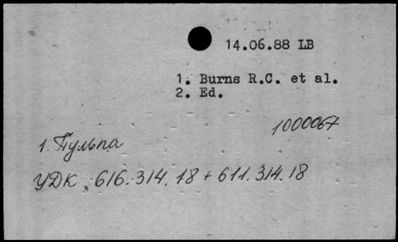 14.06.88 LB
1. Burns R.C. et al.
2. Ed.
1000067
1. Пульпа
УДК 616.314.18 + 611.314.18